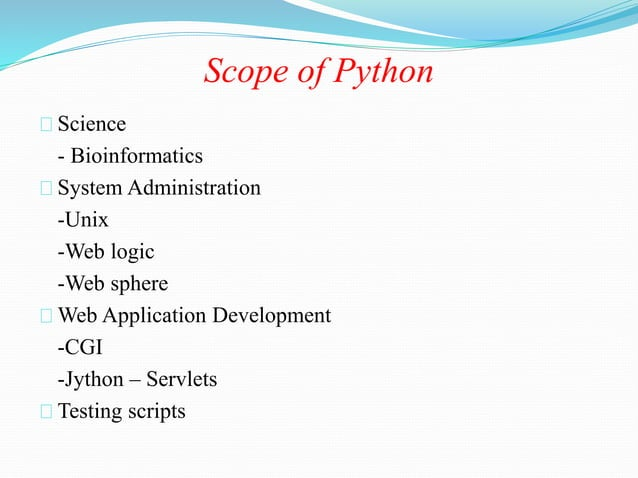 Scope of Python
Science
- Bioinformatics
System Administration
-Unix
-Web logic
-Web sphere
Web Application Development
-CGI
-Jython – Servlets
Testing scripts